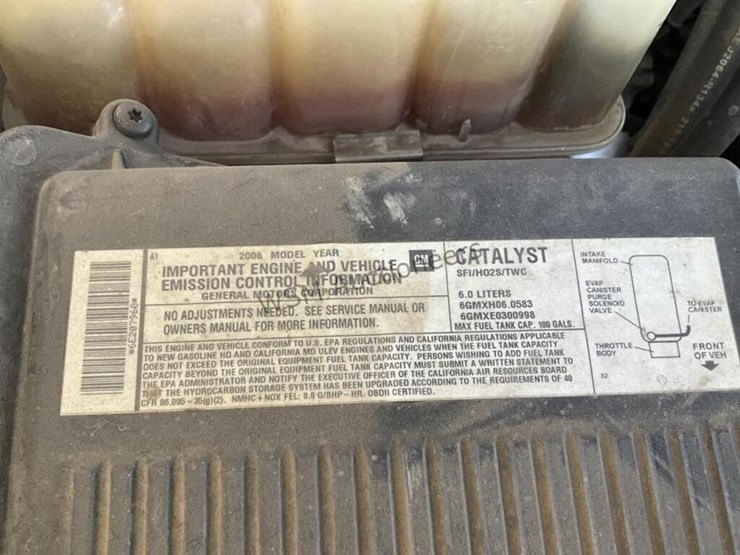 *6E207966*
A1
2006 MODEL YEAR
IMPORTANT ENGINE AND VEHICLE
EMISSION CONTROL INFORMATION
GENERAL MOTORS CORPORATION
GM
CATALYST
SFI/HO2S/TWC
NO ADJUSTMENTS NEEDED. SEE SERVICE MANUAL OR
OWNERS MANUAL FOR MORE INFORMATION.
6.0 LITERS
6GMXH06.0583
6GMXE0300998
MAX FUEL TANK CAP. 100 GALS.
THIS ENGINE AND VEHICLE CONFORM TO U.S. EPA REGULATIONS AND CALIFORNIA REGULATIONS APPLICABLE
TO NEW GASOLINE HD AND CALIFORNIA MD ULEV ENGINES AND VEHICLES WHEN THE FUEL TANK CAPACITY
DOES NOT EXCEED THE ORIGINAL EQUIPMENT FUEL TANK CAPACITY. PERSONS WISHING TO ADD FUEL TANK
CAPACITY BEYOND THE ORIGINAL EQUIPMENT FUEL TANK CAPACITY MUST SUBMIT A WRITTEN STATEMENT TO
THE EPA ADMINISTRATOR AND NOTIFY THE EXECUTIVE OFFICER OF THE CALIFORNIA AIR RESOURCES BOARD
THAT THE HYDROCARBON STORAGE SYSTEM HAS BEEN UPGRADED ACCORDING TO THE REQUIREMENTS OF 40
CFR 86.095-35(g)(2). NMHC+NOX FEL: 0.8 G/BHP-HR. OBDII CERTIFIED.
INTAKE
MANIFOLD
EVAP
CANISTER
PURGE
SOLENOID
VALVE
TO EVAP
CANISTER
THROTTLE
BODY
FRONT
OF VEH
32